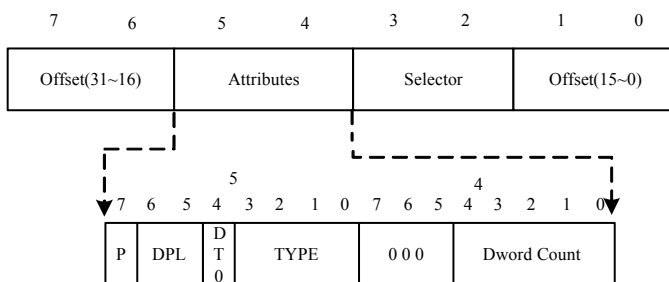 7 6 5 4 3 2 1 0
Offset(31~16) Attributes Selector Offset(15~0)
5 4
7 6 5 4 3 2 1 0 7 6 5 4 3 2 1 0
P DPL D T 0 TYPE 0 0 0 Dword Count